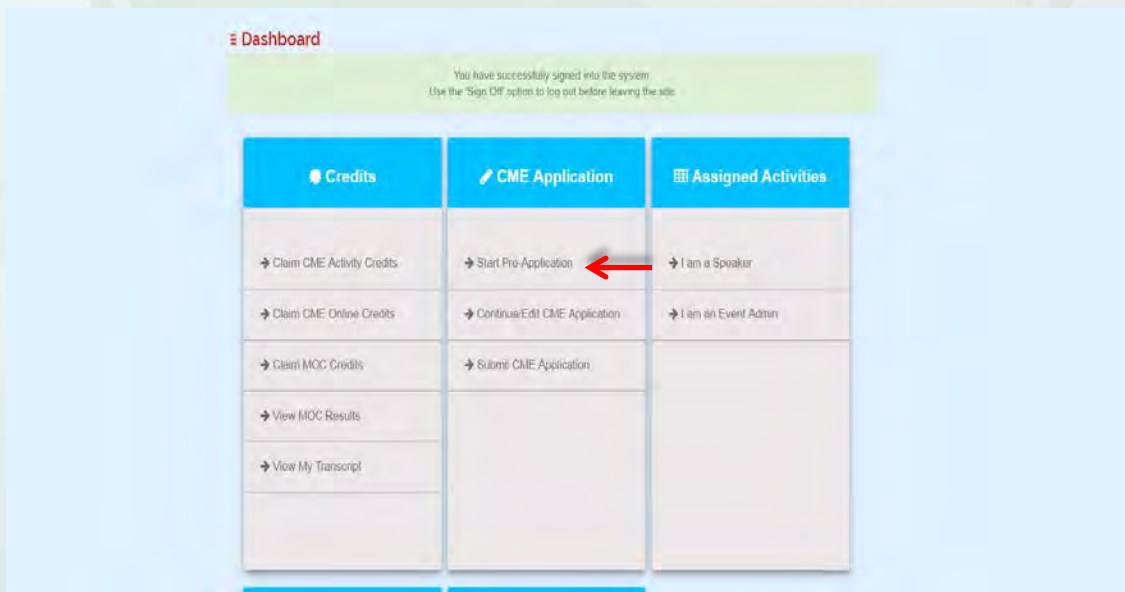 Dashboard
You have successfully signed into the system
Use the 'Sign Off' option to log out before leaving the site
Credits
CME Application
Assigned Activities
Claim CME Activity Credits
Start Pre-Application
I am a Speaker
Claim CME Online Credits
Continue/Edit CME Application
I am an Event Admin
Claim MOC Credits
Submit CME Application
View MOC Results
View My Transcript